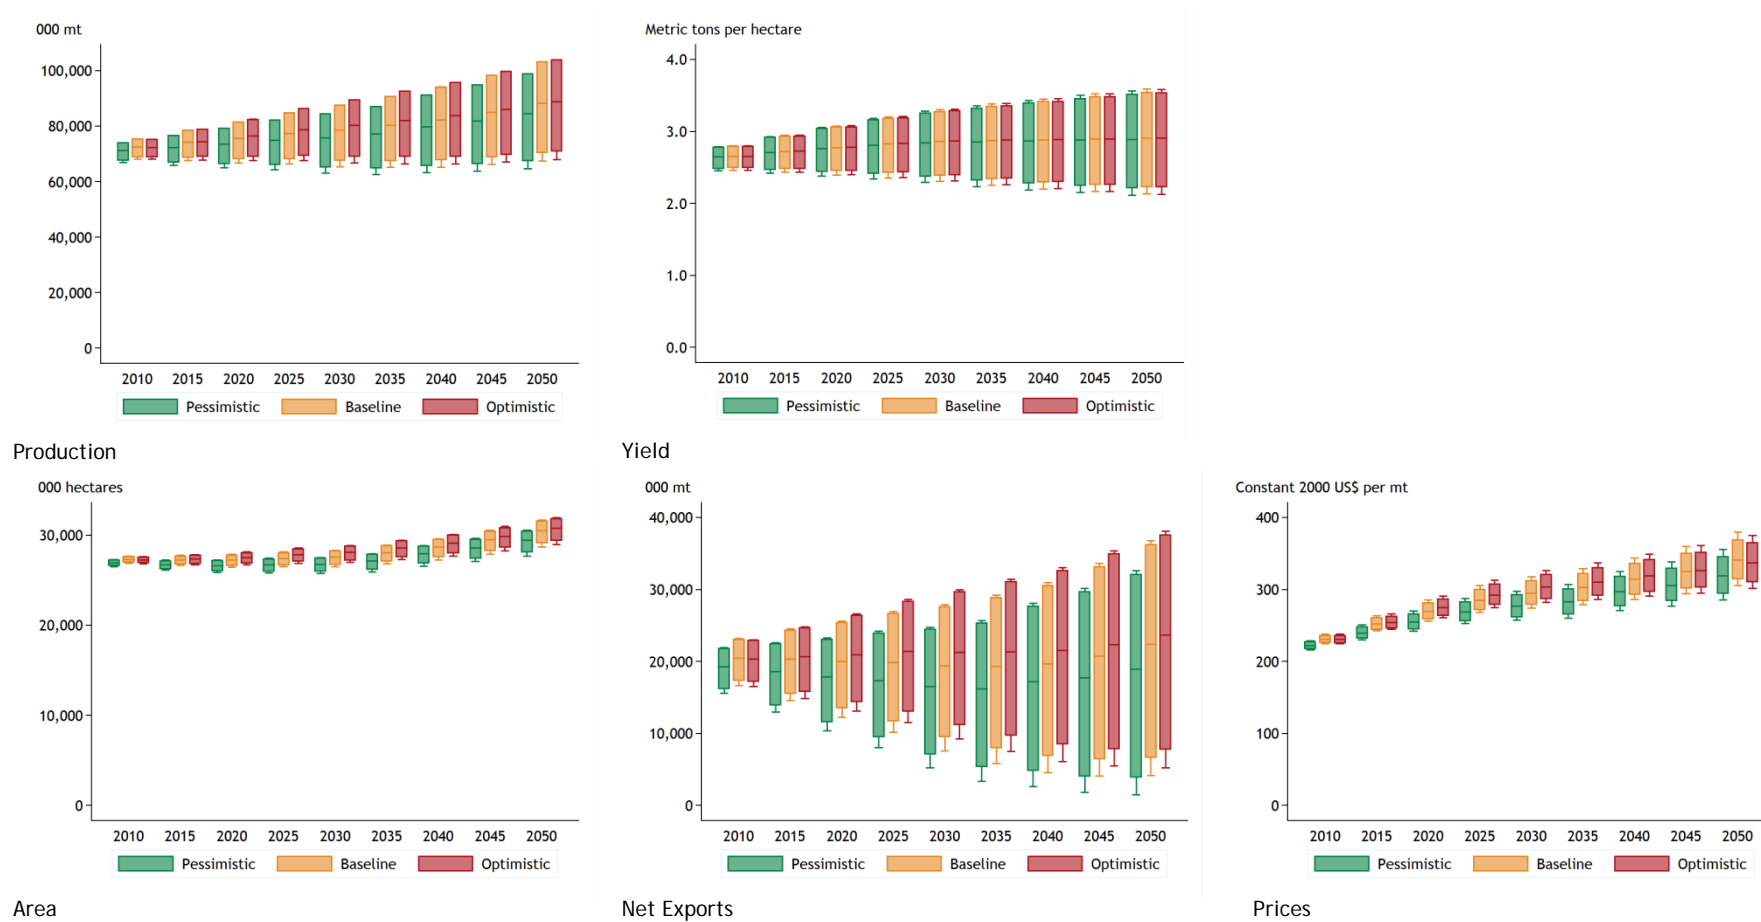 000 mt
100,000
80,000
60,000
40,000
20,000
0
2010 2015 2020 2025 2030 2035 2040 2045 2050
Pessimistic Baseline Optimistic
Production
Metric tons per hectare
4.0
3.0
2.0
1.0
0.0
2010 2015 2020 2025 2030 2035 2040 2045 2050
Pessimistic Baseline Optimistic
Yield
000 hectares
30,000
20,000
10,000
0
2010 2015 2020 2025 2030 2035 2040 2045 2050
Pessimistic Baseline Optimistic
Area
000 mt
40,000
30,000
20,000
10,000
0
2010 2015 2020 2025 2030 2035 2040 2045 2050
Pessimistic Baseline Optimistic
Net Exports
Constant 2000 US$ per mt
400
300
200
100
0
2010 2015 2020 2025 2030 2035 2040 2045 2050
Pessimistic Baseline Optimistic
Prices